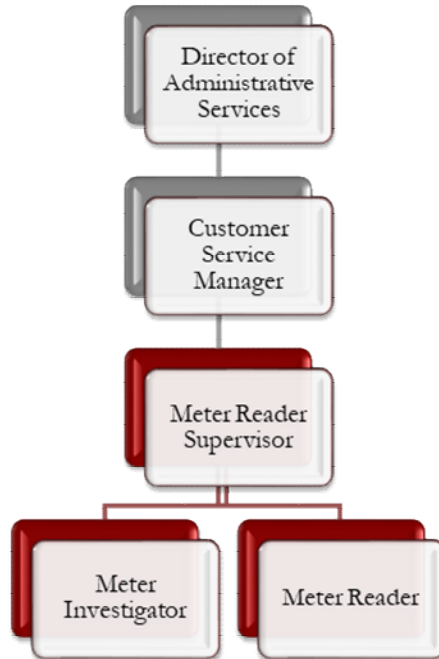 Director of
Administrative
Services
Customer
Service
Manager
Meter Reader
Supervisor
Meter
Investigator
Meter Reader